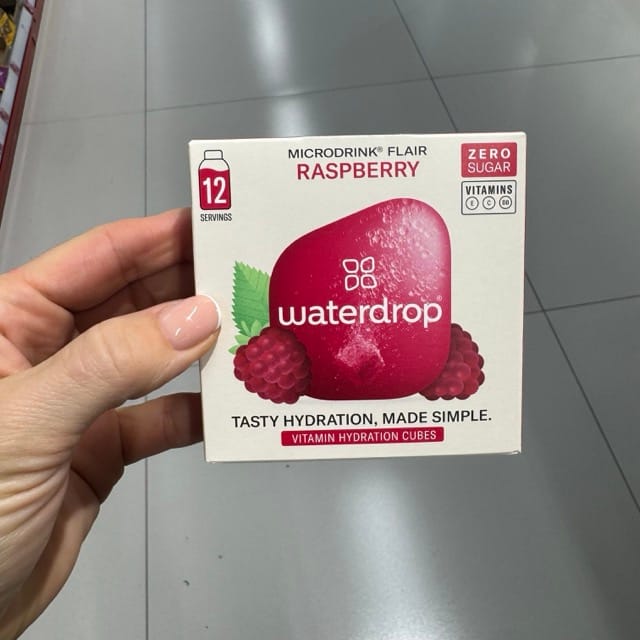 MICRODRINK® FLAIR
RASPBERRY
12
SERVINGS
ZERO
SUGAR
VITAMINS
E C B6
waterdrop®
TASTY HYDRATION, MADE SIMPLE.
VITAMIN HYDRATION CUBES